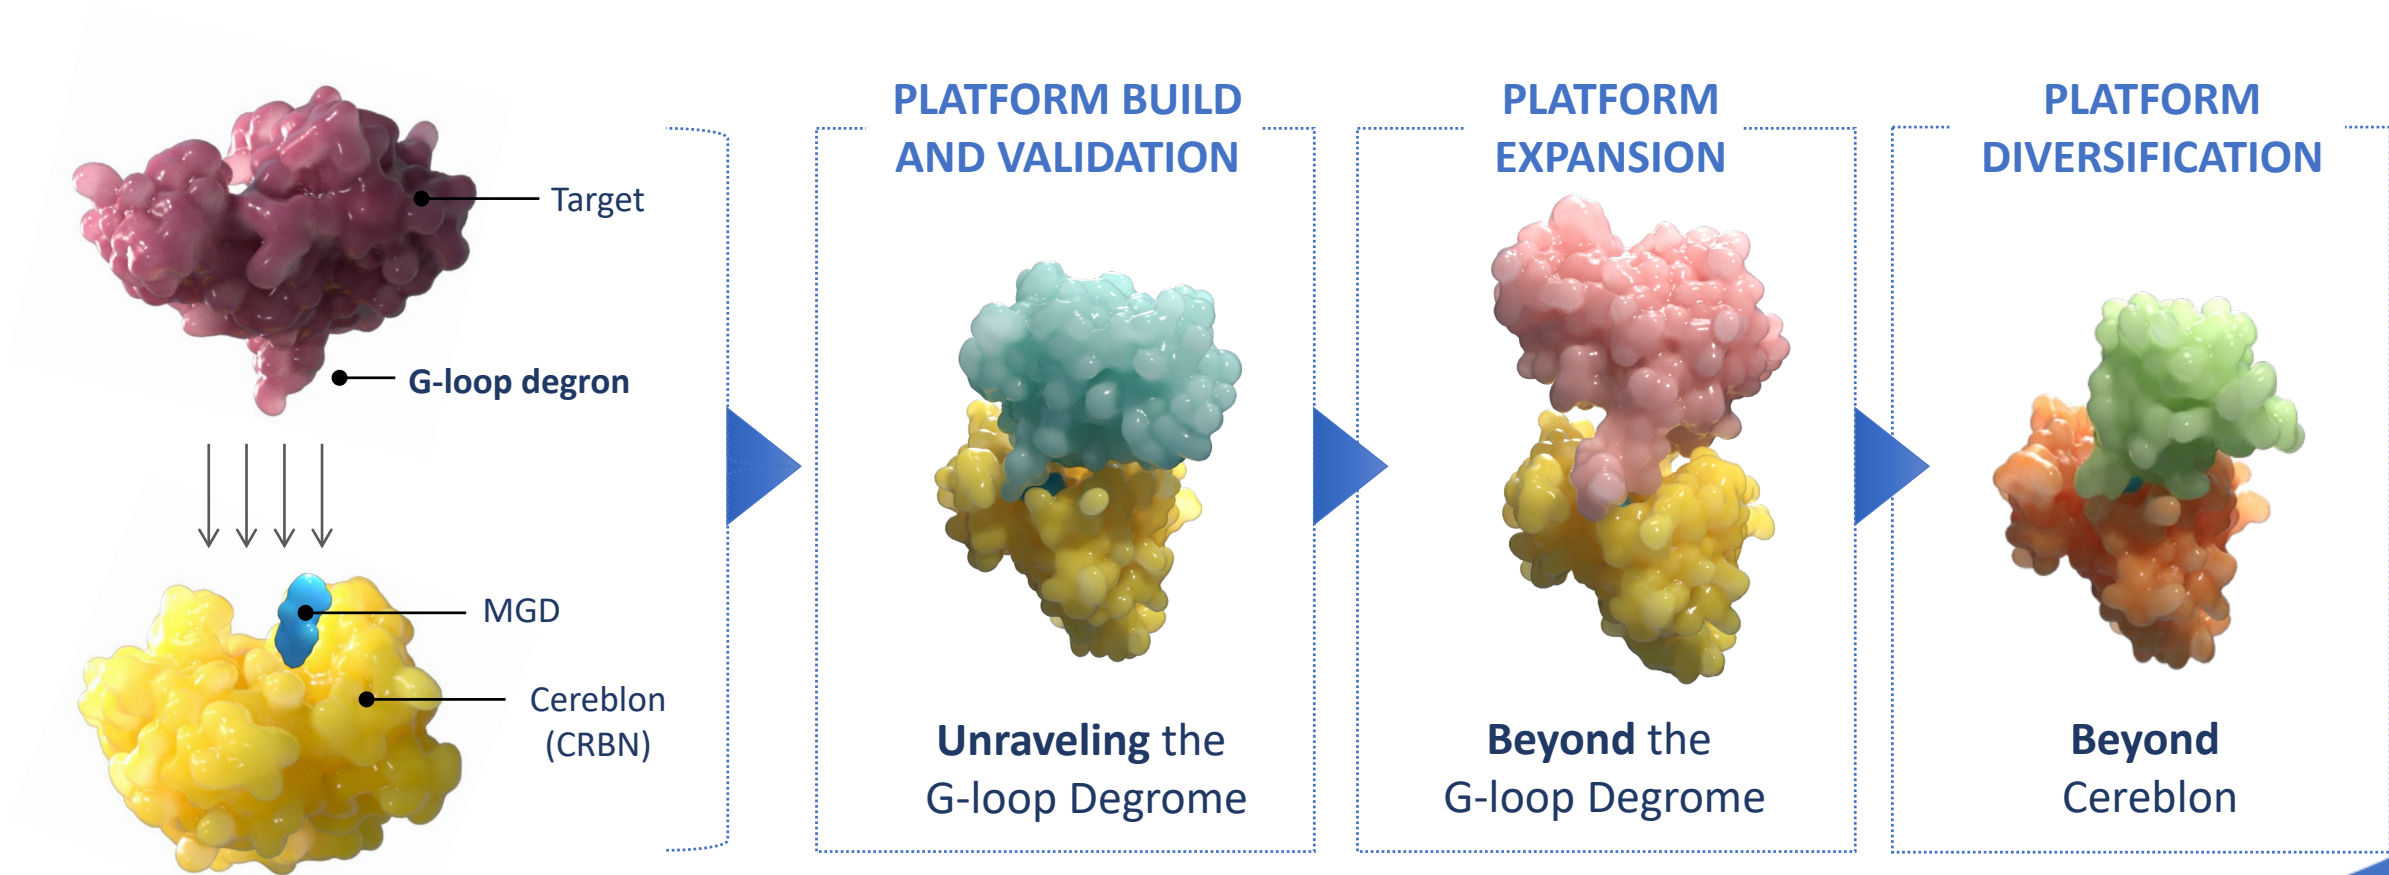 Target
G-loop degron
MGD
Cereblon
(CRBN)
PLATFORM BUILD
AND VALIDATION
Unraveling the
G-loop Degrome
PLATFORM
EXPANSION
Beyond the
G-loop Degrome
PLATFORM
DIVERSIFICATION
Beyond
Cereblon